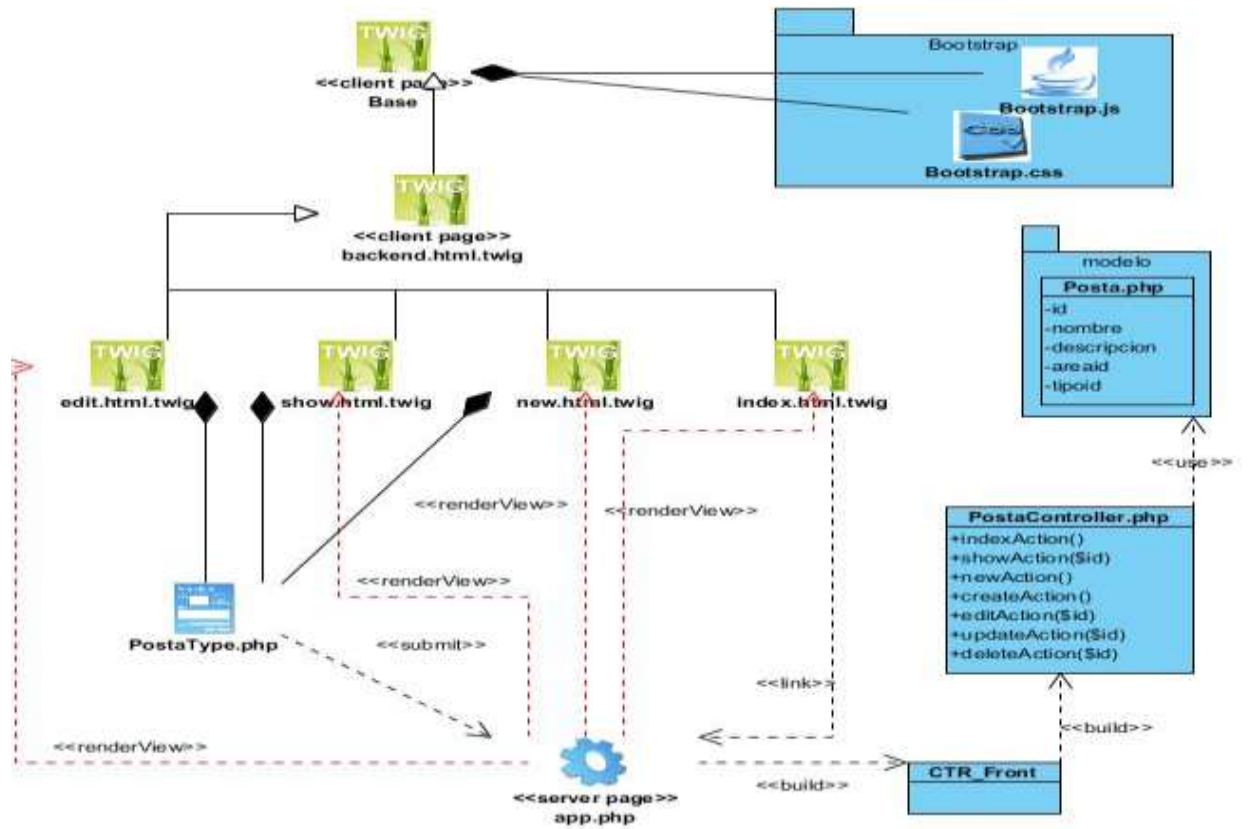 TWIG
<<client page>>
Base
Bootstrap
Bootstrap.js
Css
Bootstrap.css
TWIG
<<client page>>
backend.html.twig
modelo
Posta.php
-id
-nombre
-descripcion
-areaid
-tipoid
TWIG
edit.html.twig
TWIG
show.html.twig
TWIG
new.html.twig
TWIG
index.html.twig
<<use>>
<<renderView>>
<<renderView>>
<<renderView>>
PostaController.php
+indexAction()
+showAction($id)
+newAction()
+createAction()
+editAction($id)
+updateAction($id)
+deleteAction($id)
PostaType.php
<<submit>>
<<link>>
<<build>>
<<renderView>>
<<server page>>
app.php
<<build>>
CTR_Front